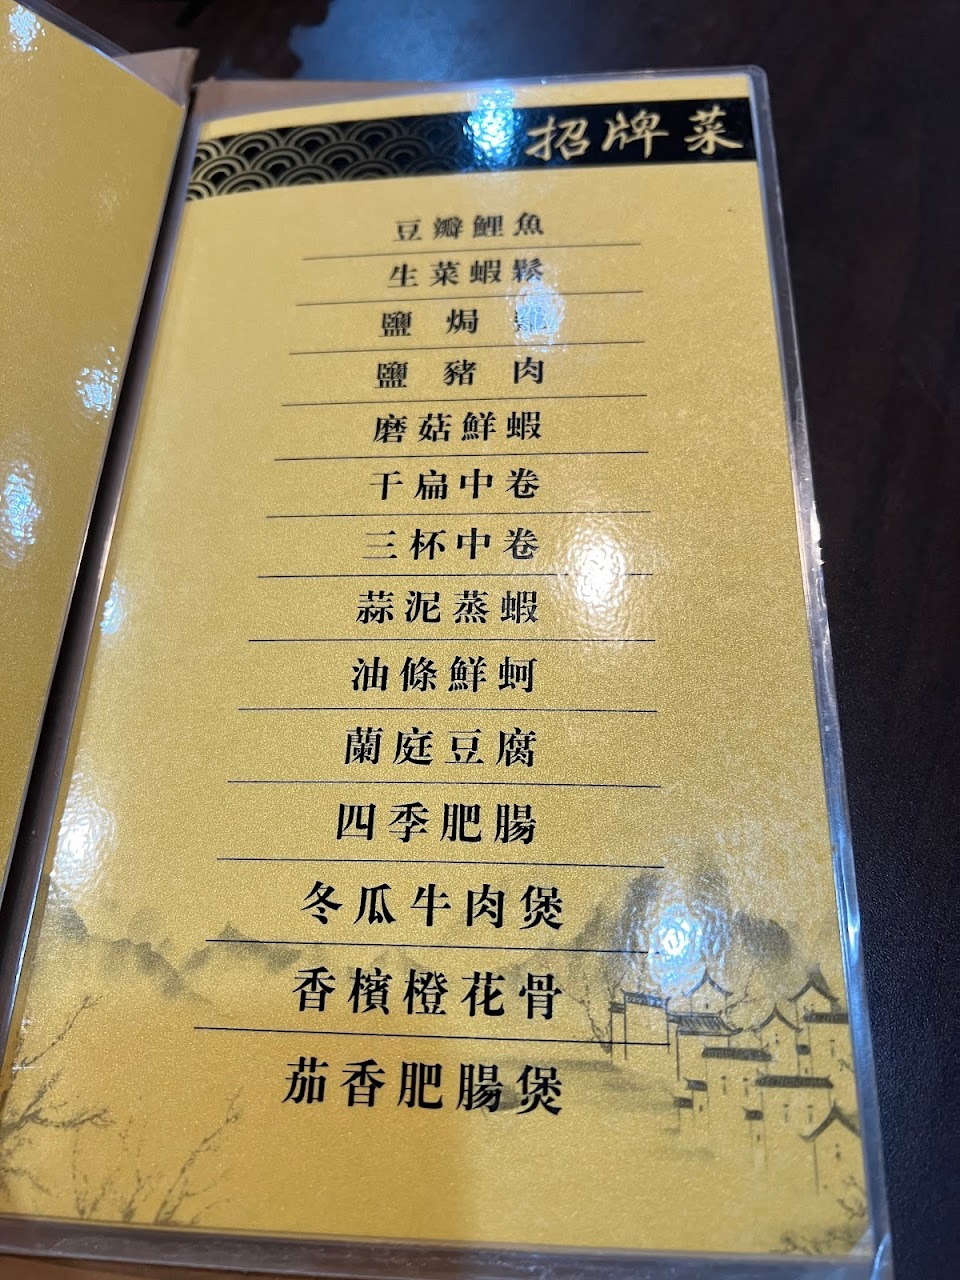 招牌菜
豆瓣鯉魚
生菜蝦鬆
鹽焗雞
鹽豬肉
磨菇鮮蝦
干扁中卷
三杯中卷
蒜泥蒸蝦
油條鮮蚵
蘭庭豆腐
四季肥腸
冬瓜牛肉煲
香檳橙花骨
茄香肥腸煲